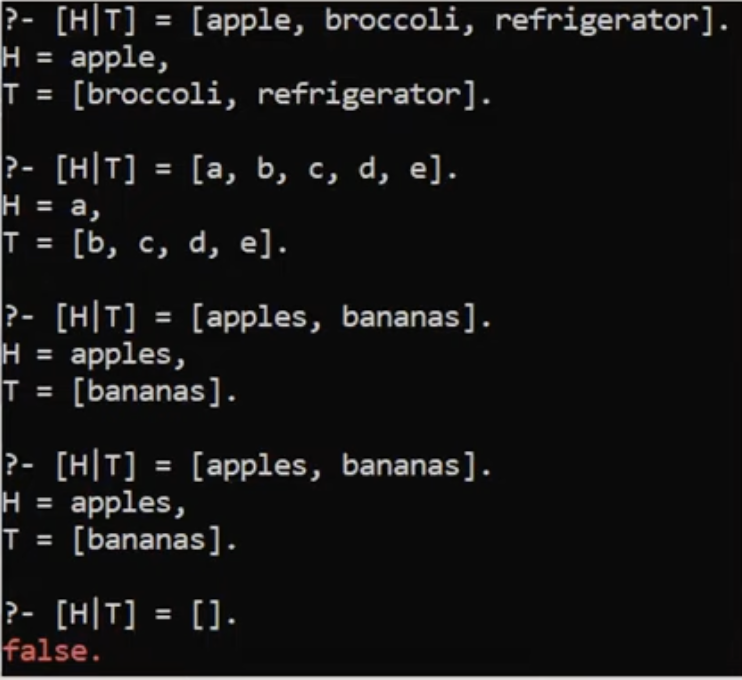 ?- [H|T] = [apple, broccoli, refrigerator].
H = apple,
T = [broccoli, refrigerator].
?- [H|T] = [a, b, c, d, e].
H = a,
T = [b, c, d, e].
?- [H|T] = [apples, bananas].
H = apples,
T = [bananas].
?- [H|T] = [apples, bananas].
H = apples,
T = [bananas].
?- [H|T] = [].
false.